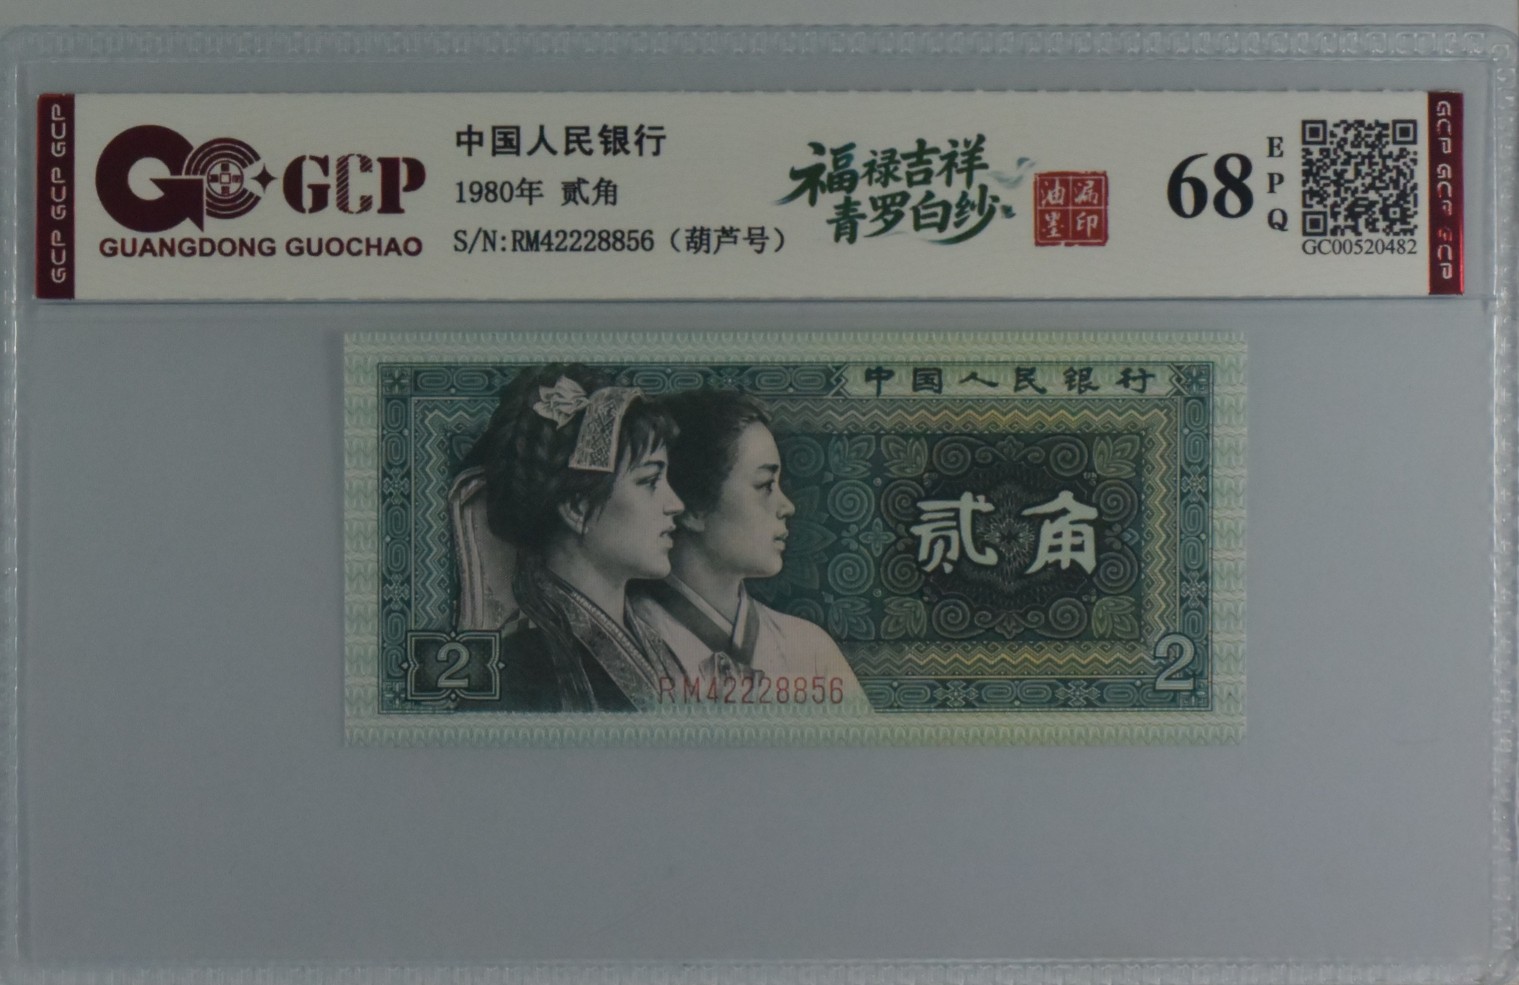 GCP GCP GCP
GCP
GUANGDONG GUOCHAO
中国人民银行
1980年 贰角
S/N:RM42228856（葫芦号）
福禄吉祥
青罗白纱
油漏
墨印
68
EPQ
GC00520482
GCP GCP GCP
中国人民银行
贰角
2
RM42228856
2